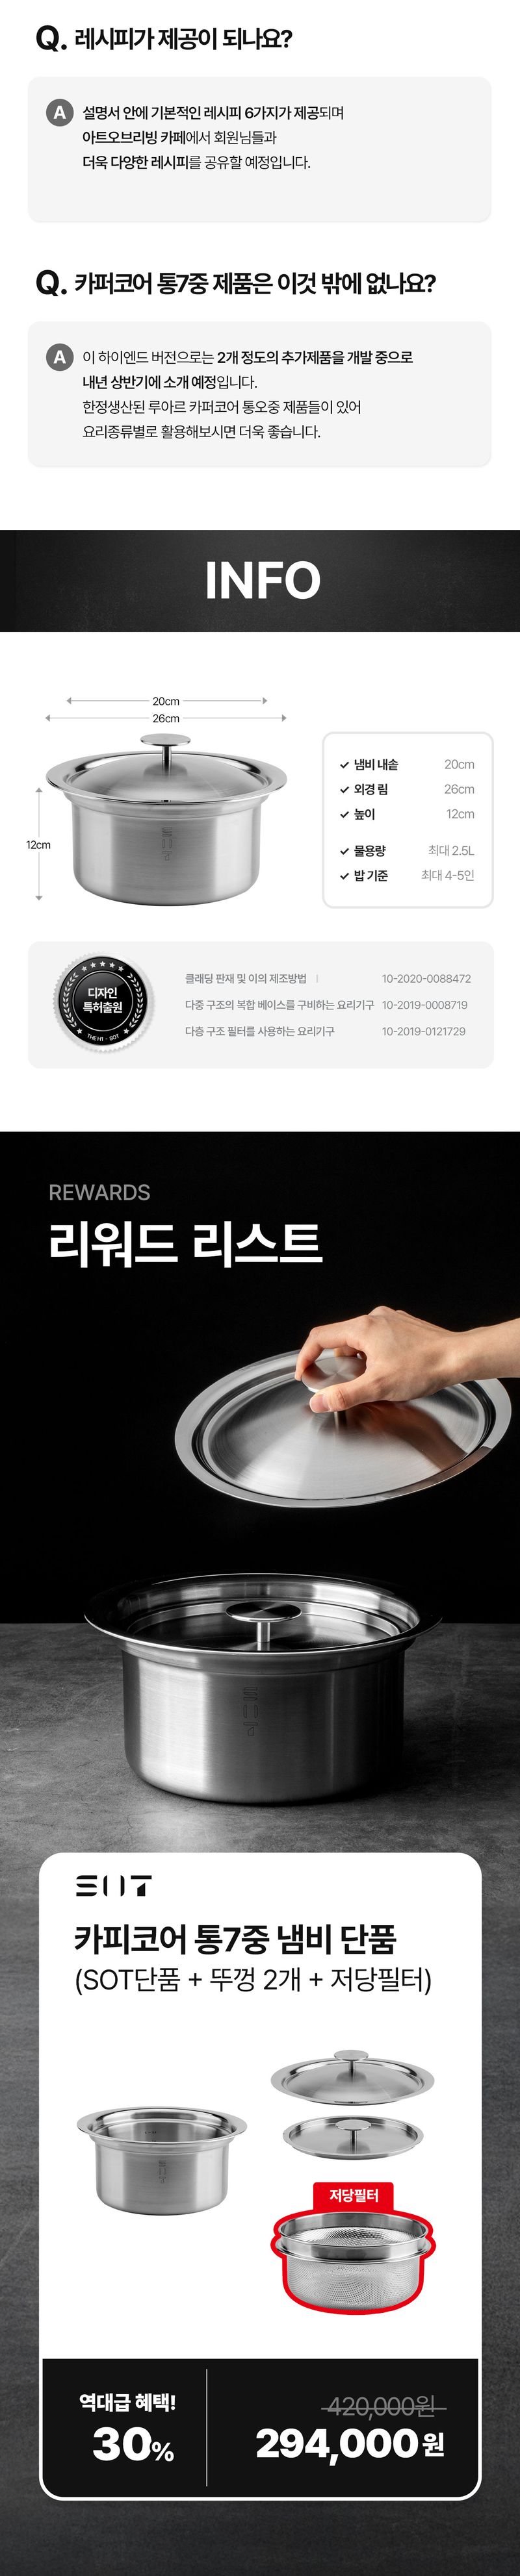 Q. 레시피가 제공이 되나요?
A 설명서 안에 기본적인 레시피 6가지가 제공되며
아트오브리빙 카페에서 회원님들과
더욱 다양한 레시피를 공유할 예정입니다.
Q. 카퍼코어 통7중 제품은 이것 밖에 없나요?
A 이 하이엔드 버전으로는 2개 정도의 추가제품을 개발 중으로
내년 상반기에 소개 예정입니다.
한정생산된 루아르 카퍼코어 통오중 제품들이 있어
요리종류별로 활용해보시면 더욱 좋습니다.
INFO
20cm
26cm
12cm
✓ 냄비 내솥 20cm
✓ 외경 림 26cm
✓ 높이 12cm
✓ 물용량 최대 2.5L
✓ 밥 기준 최대 4-5인
디자인
특허출원
THE H1 - SOT
클래딩 판재 및 이의 제조방법 | 10-2020-0088472
다중 구조의 복합 베이스를 구비하는 요리기구 10-2019-0008719
다층 구조 필터를 사용하는 요리기구 10-2019-0121729
REWARDS
리워드 리스트
SOT
카피코어 통7중 냄비 단품
(SOT단품 + 뚜껑 2개 + 저당필터)
저당필터
역대급 혜택!
30%
420,000원
294,000원